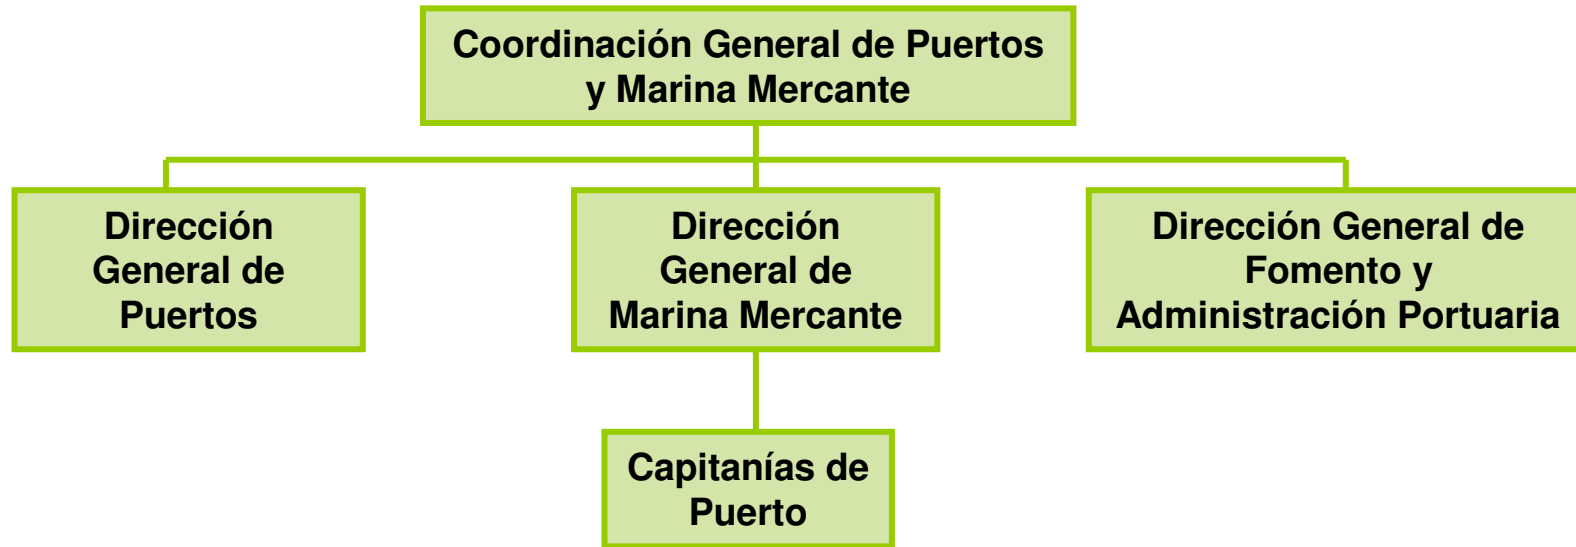 Coordinación General de Puertos
y Marina Mercante
Dirección
General de
Puertos
Dirección
General de
Marina Mercante
Dirección General de
Fomento y
Administración Portuaria
Capitanías de
Puerto